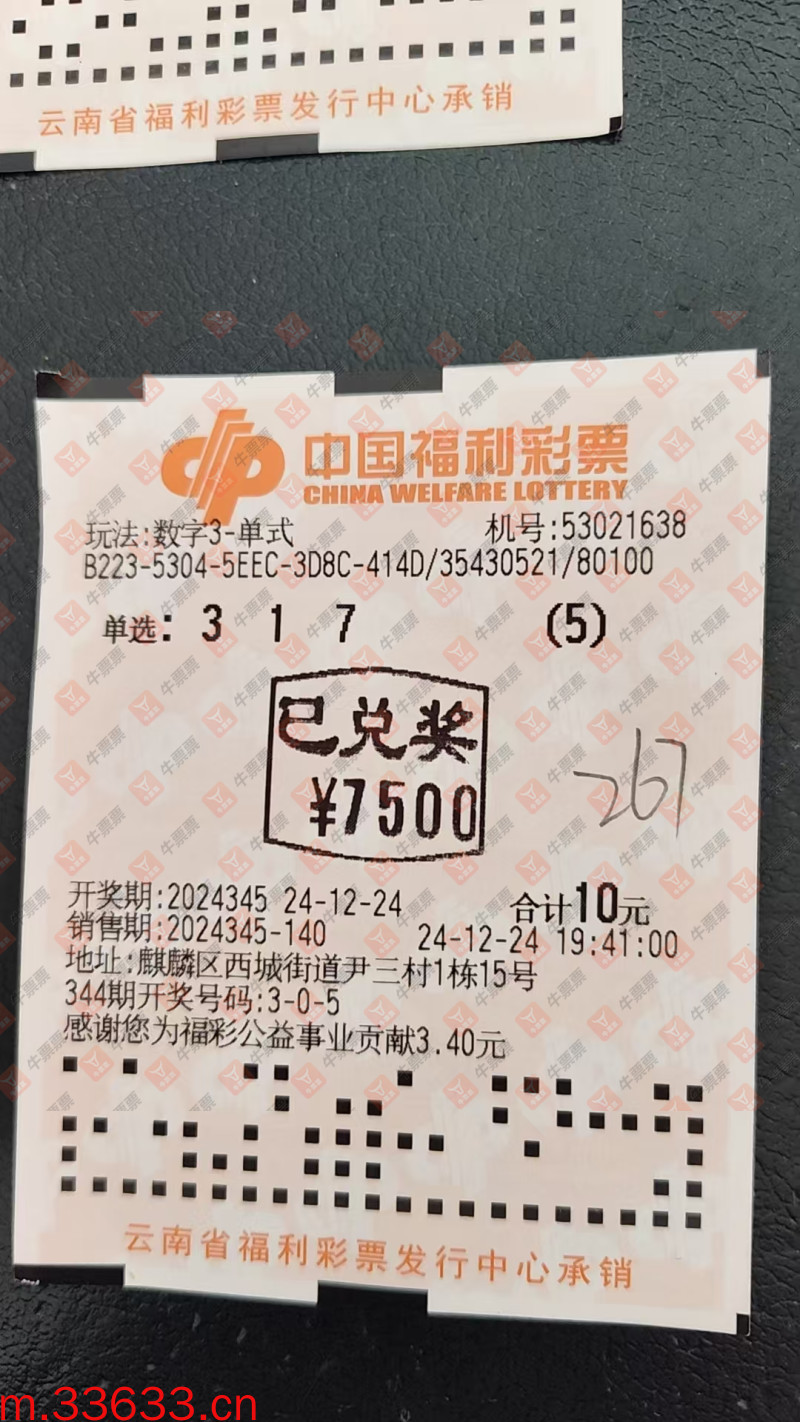 云南省福利彩票发行中心承销
中国福利彩票
CHINA WELFARE LOTTERY
玩法:数字3-单式 机号:53021638
B223-5304-5EEC-3D8C-414D/35430521/80100
单选: 3 1 7 (5)
已兑奖
¥7500
267
开奖期:2024345 24-12-24 合计10元
销售期:2024345-140 24-12-24 19:41:00
地址:麒麟区西城街道尹三村1栋15号
344期开奖号码:3-0-5
感谢您为福彩公益事业贡献3.40元
云南省福利彩票发行中心承销
牛票票
m.33633.cn